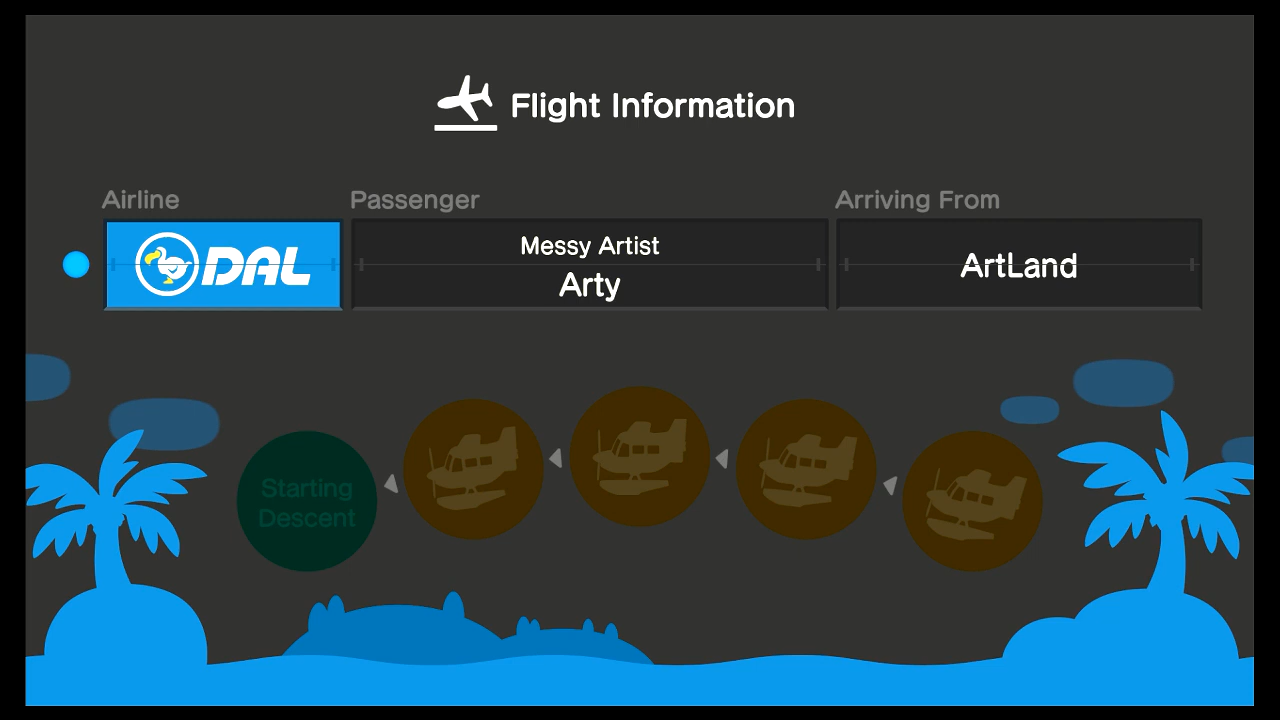 Flight Information
Airline
Passenger
Arriving From
DAL
Messy Artist
Arty
ArtLand
Starting
Descent